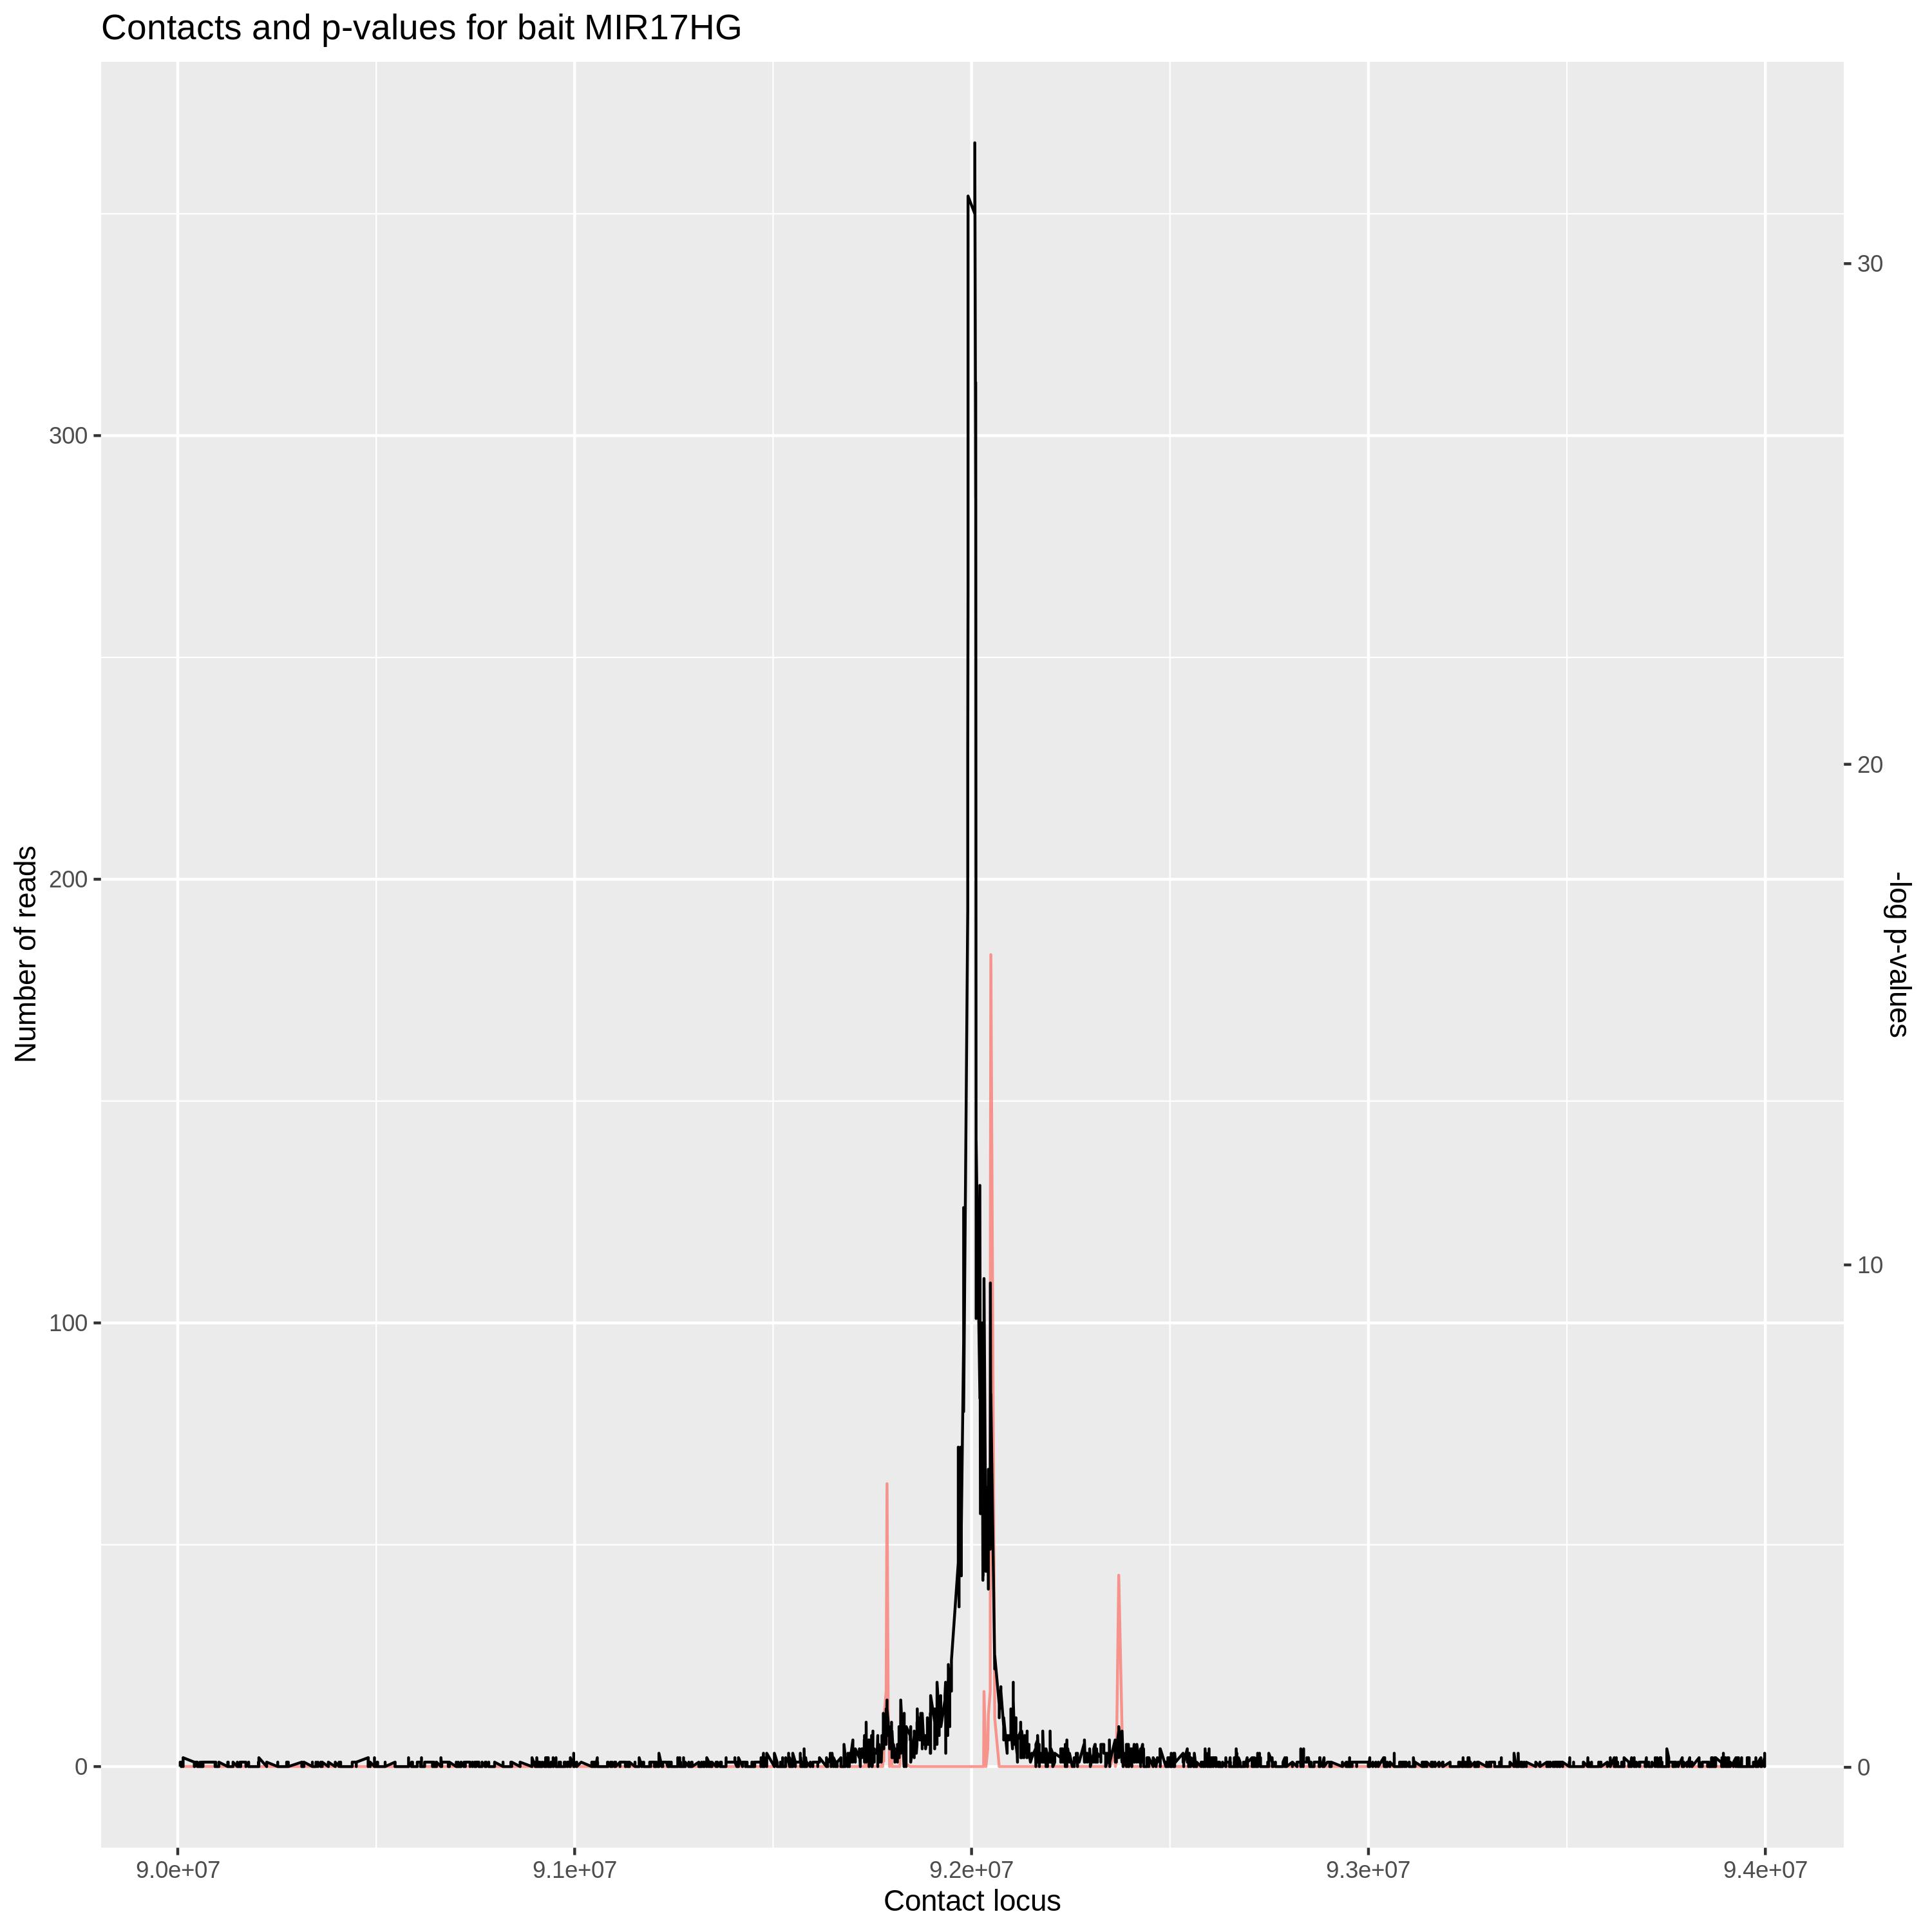 Contacts and p-values for bait MIR17HG
Number of reads
300
200
100
0
30
20
10
0
-log p-values
9.0e+07
9.1e+07
9.2e+07
9.3e+07
9.4e+07
Contact locus